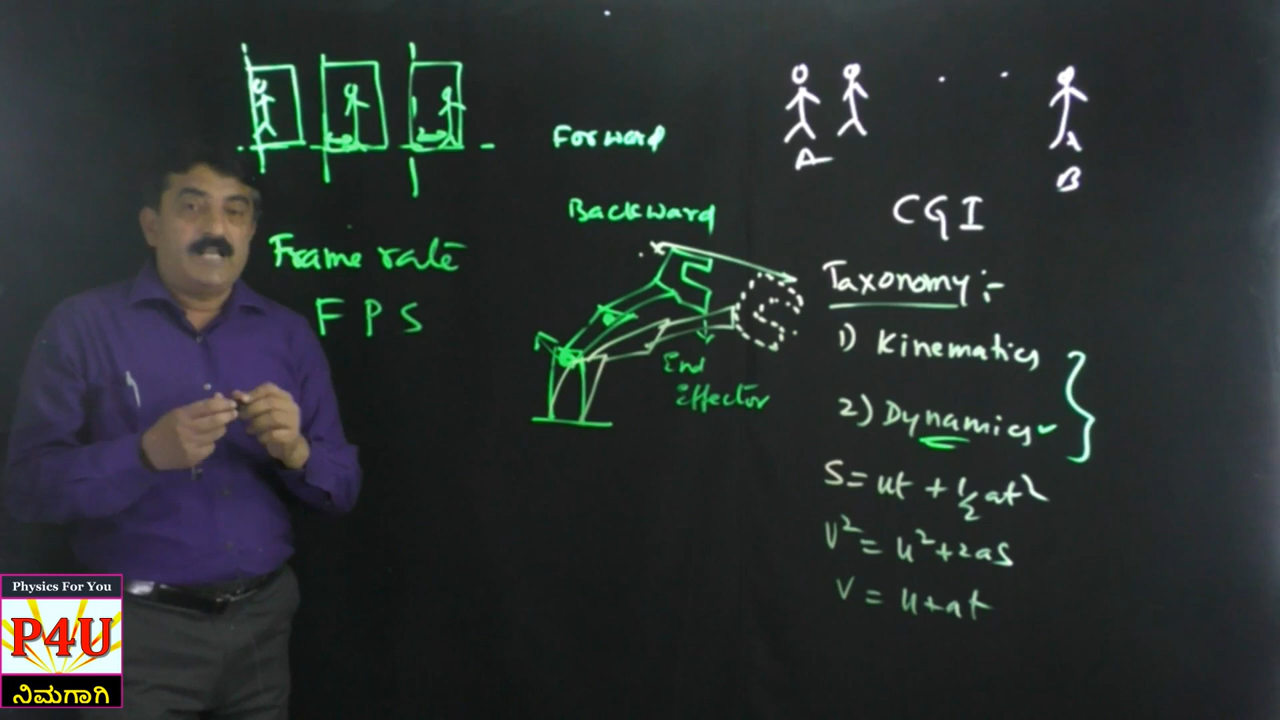 Forward
A
B
CGI
Backward
Frame rate
FPS
Taxonomy :-
1) Kinematics
End
effector
2) Dynamics
S = ut + ½ at²
V² = u² + 2as
V = u + at
Physics For You
P4U
ನಿಮಗಾಗಿ